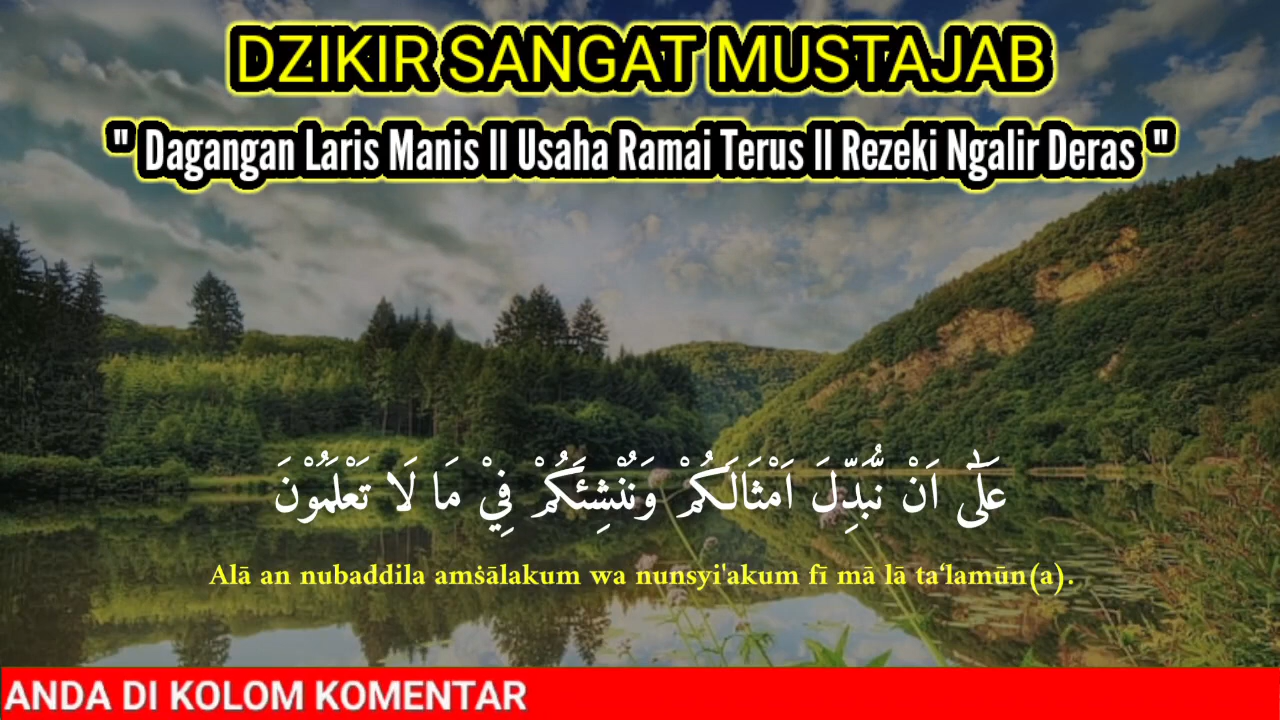 DZIKIR SANGAT MUSTAJAB
" Dagangan Laris Manis II Usaha Ramai Terus II Rezeki Ngalir Deras "
عَلٰٓى اَنْ نُّبَدِّلَ اَمْثَالَكُمْ وَنُنْشِئَكُمْ فِيْ مَا لَا تَعْلَمُوْنَ
Alā an nubaddila amṡālakum wa nunsyi'akum fī mā lā ta‘lamūn(a).
ANDA DI KOLOM KOMENTAR